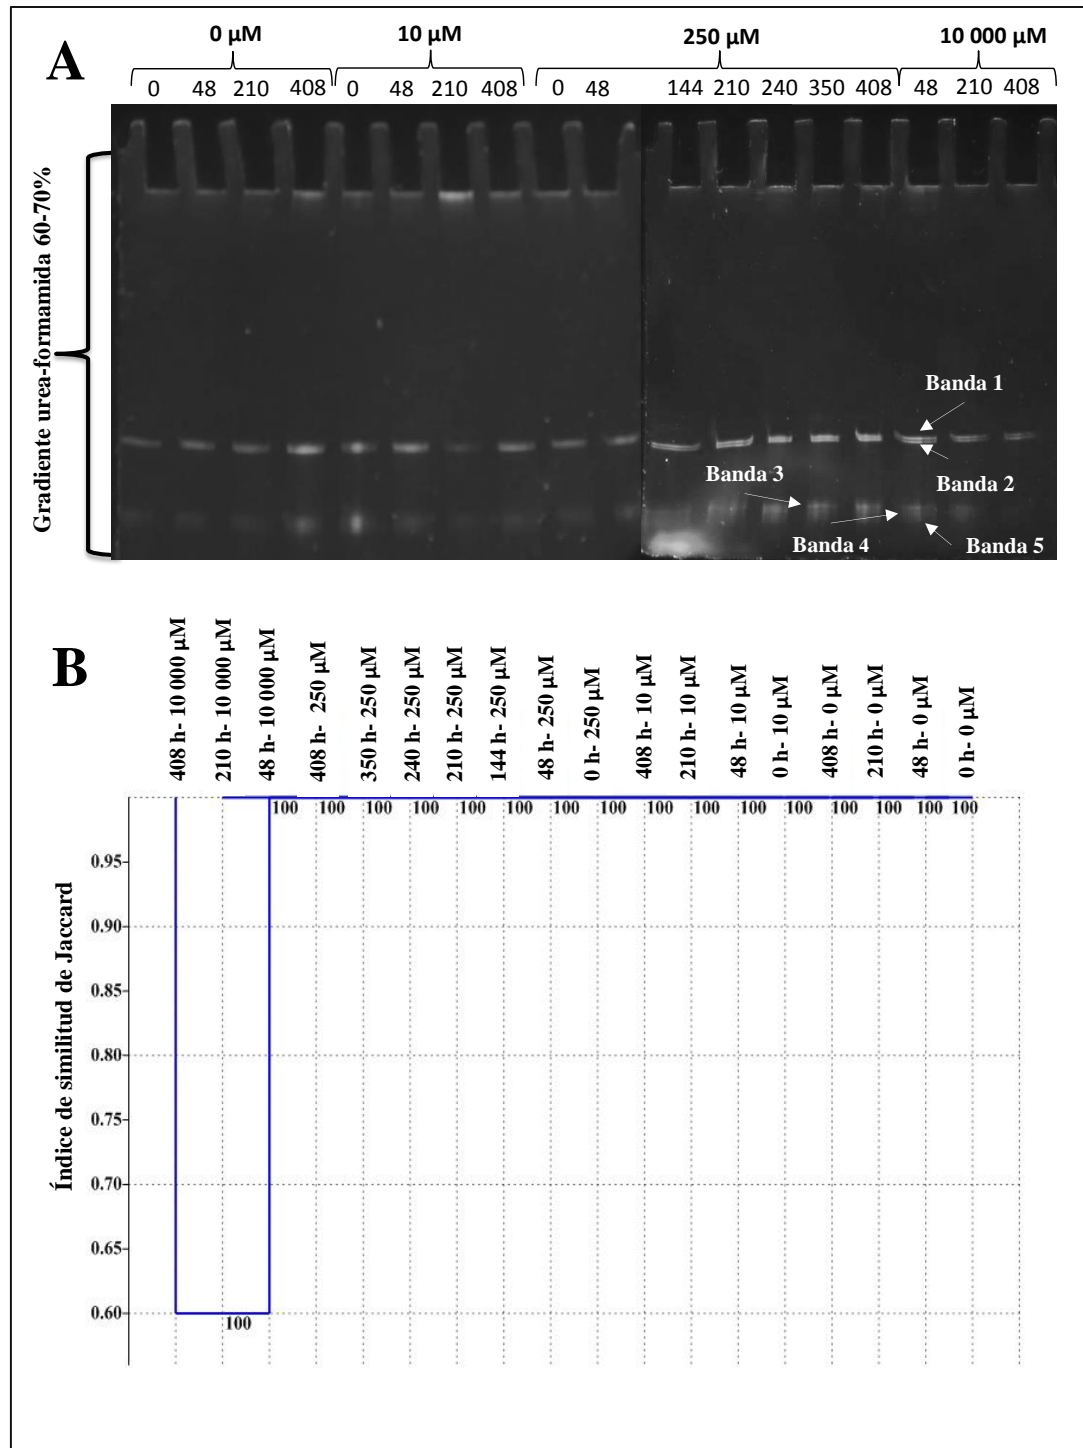 A
0 µM 10 µM 250 µM 10 000 µM
0 48 210 408 0 48 210 408 0 48 144 210 240 350 408 48 210 408
Gradiente urea-formamida 60-70%
Banda 1
Banda 3
Banda 2
Banda 4
Banda 5
B
408 h- 10 000 µM
210 h- 10 000 µM
48 h- 10 000 µM
408 h- 250 µM
350 h- 250 µM
240 h- 250 µM
210 h- 250 µM
144 h- 250 µM
48 h- 250 µM
0 h- 250 µM
408 h- 10 µM
210 h- 10 µM
48 h- 10 µM
0 h- 10 µM
408 h- 0 µM
210 h- 0 µM
48 h- 0 µM
0 h- 0 µM
100 100 100 100 100 100 100 100 100 100 100 100 100 100 100 100
Índice de similitud de Jaccard
0.95
0.90
0.85
0.80
0.75
0.70
0.65
0.60
100